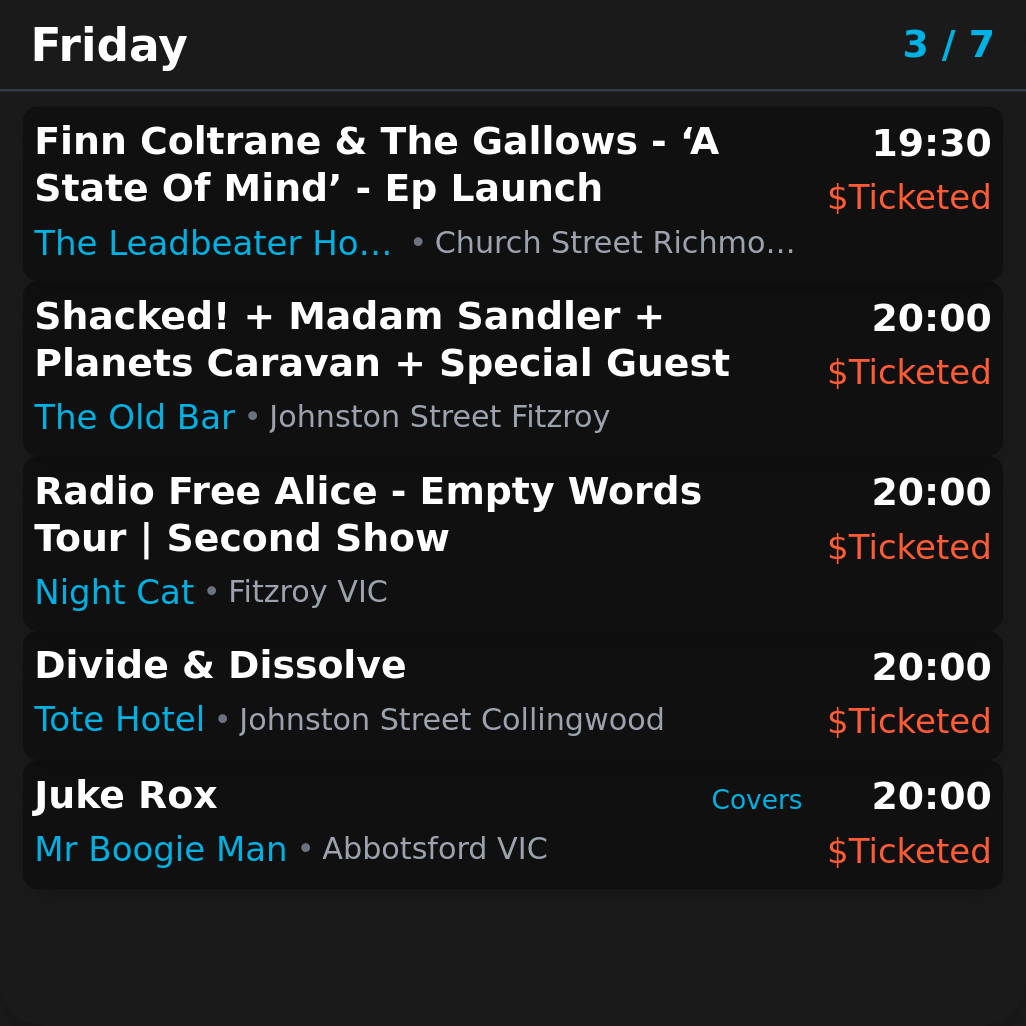 Friday
3 / 7
Finn Coltrane & The Gallows - ‘A
State Of Mind’ - Ep Launch
19:30
$Ticketed
The Leadbeater Ho… • Church Street Richmo…
Shacked! + Madam Sandler +
Planets Caravan + Special Guest
20:00
$Ticketed
The Old Bar • Johnston Street Fitzroy
Radio Free Alice - Empty Words
Tour | Second Show
20:00
$Ticketed
Night Cat • Fitzroy VIC
Divide & Dissolve
20:00
Tote Hotel • Johnston Street Collingwood
$Ticketed
Juke Rox
Covers
20:00
Mr Boogie Man • Abbotsford VIC
$Ticketed